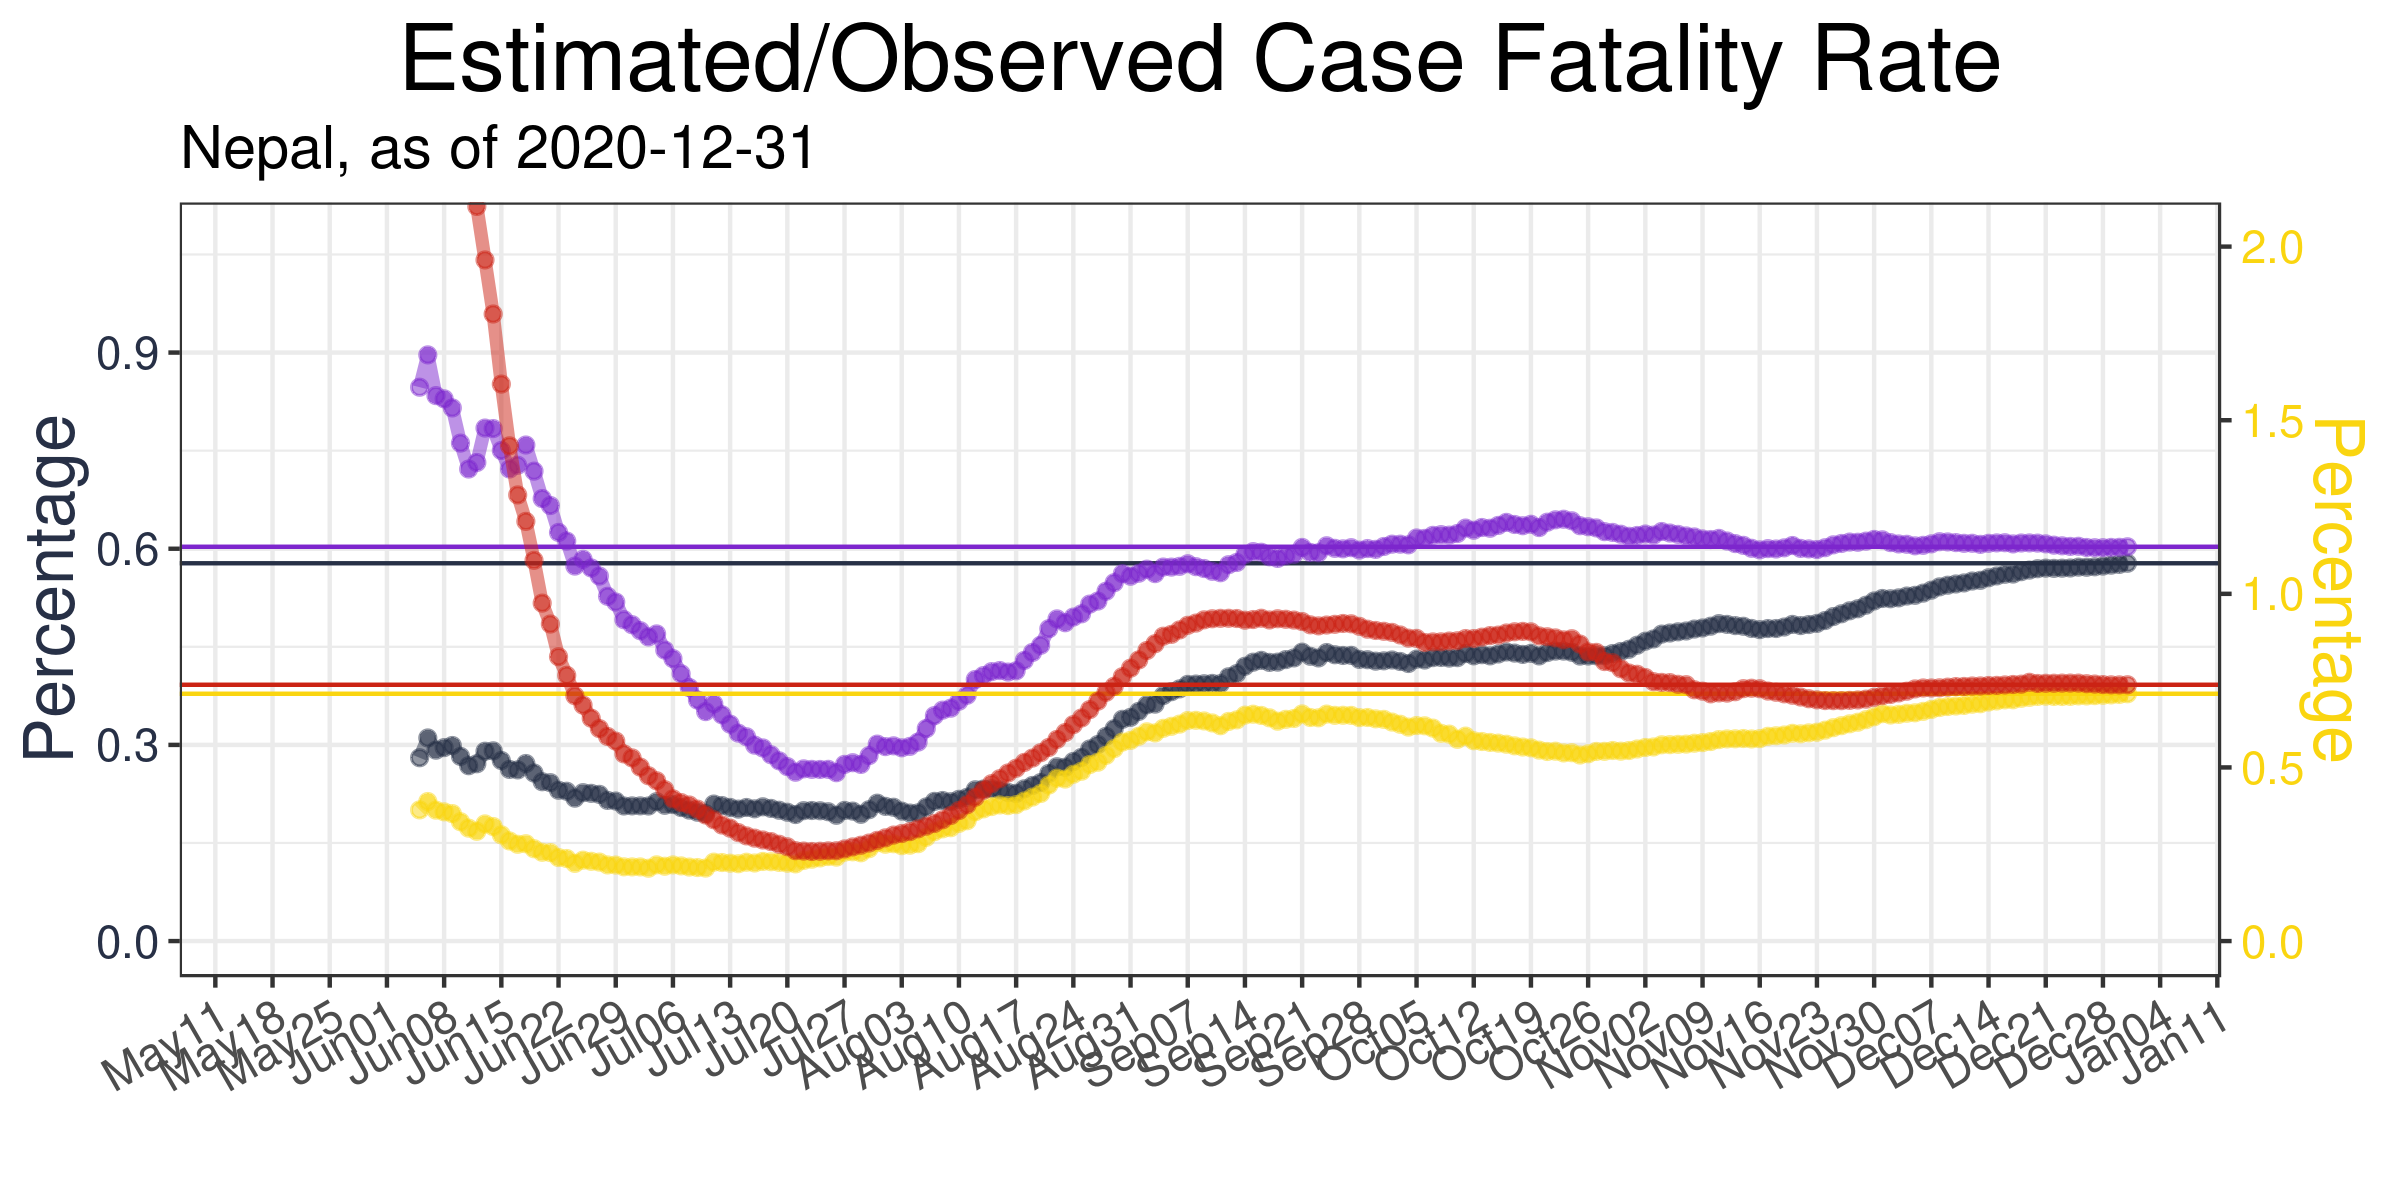 Estimated/Observed Case Fatality Rate
Nepal, as of 2020-12-31
Percentage
0.9
0.6
0.3
0.0
2.0
1.5
1.0
0.5
0.0
Percentage
May11
May18
May25
Jun01
Jun08
Jun15
Jun22
Jun29
Jul06
Jul13
Jul20
Jul27
Aug03
Aug10
Aug17
Aug24
Aug31
Sep07
Sep14
Sep21
Sep28
Oct05
Oct12
Oct19
Oct26
Nov02
Nov09
Nov16
Nov23
Nov30
Dec07
Dec14
Dec21
Dec28
Jan04
Jan11